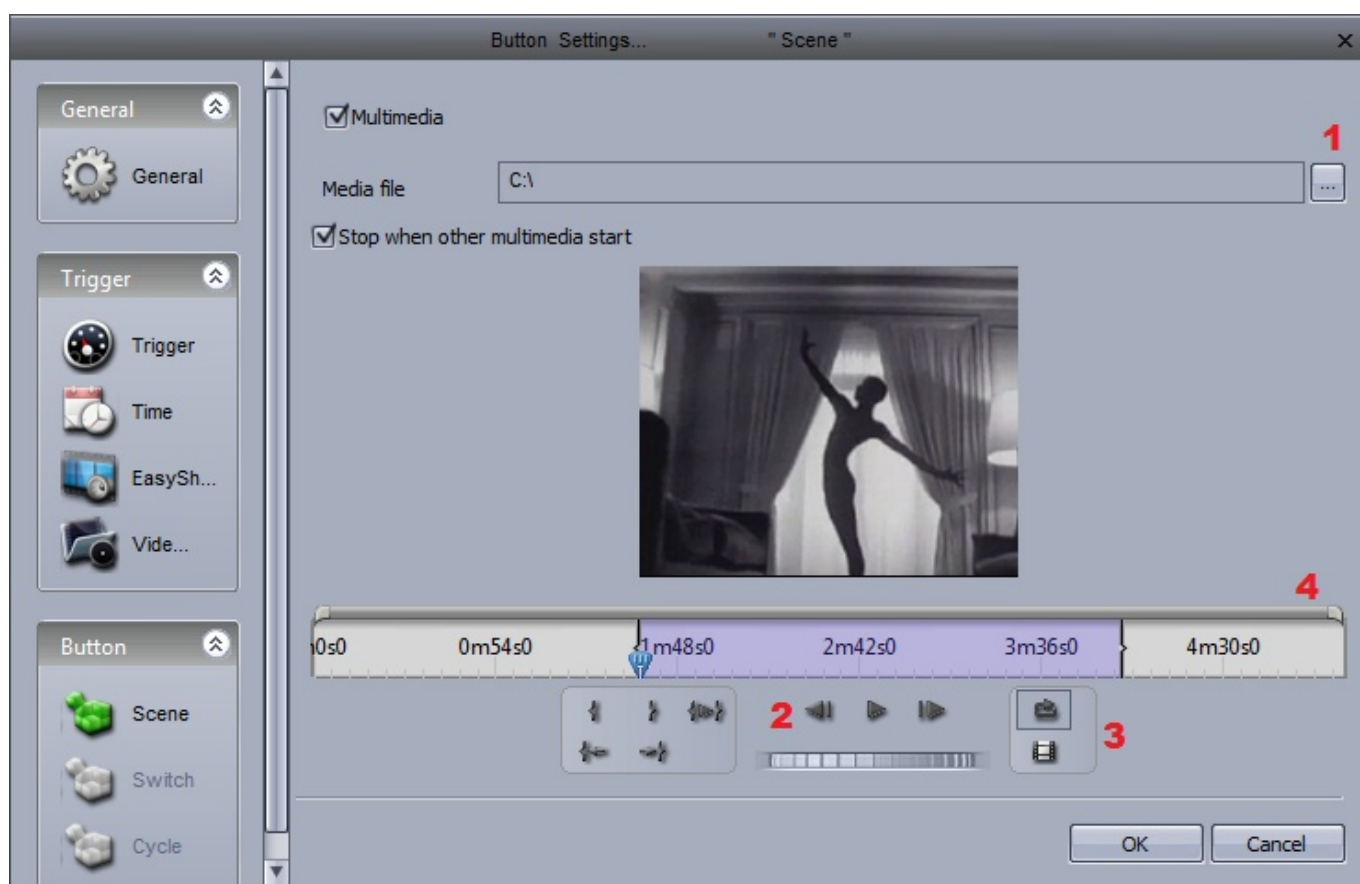 Button Settings... " Scene "
General
General
Trigger
Trigger
Time
EasySh...
Vide...
Button
Scene
Switch
Cycle
Multimedia
1
Media file C:\ ...
Stop when other multimedia start
4
0s0 0m54s0 1m48s0 2m42s0 3m36s0 4m30s0
2
3
OK Cancel